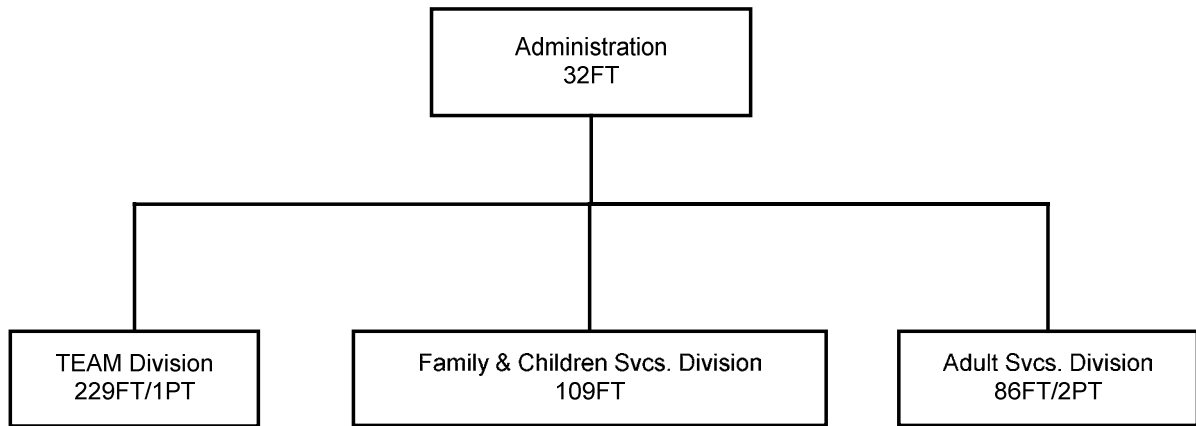 Administration
32FT
TEAM Division
229FT/1PT
Family & Children Svcs. Division
109FT
Adult Svcs. Division
86FT/2PT